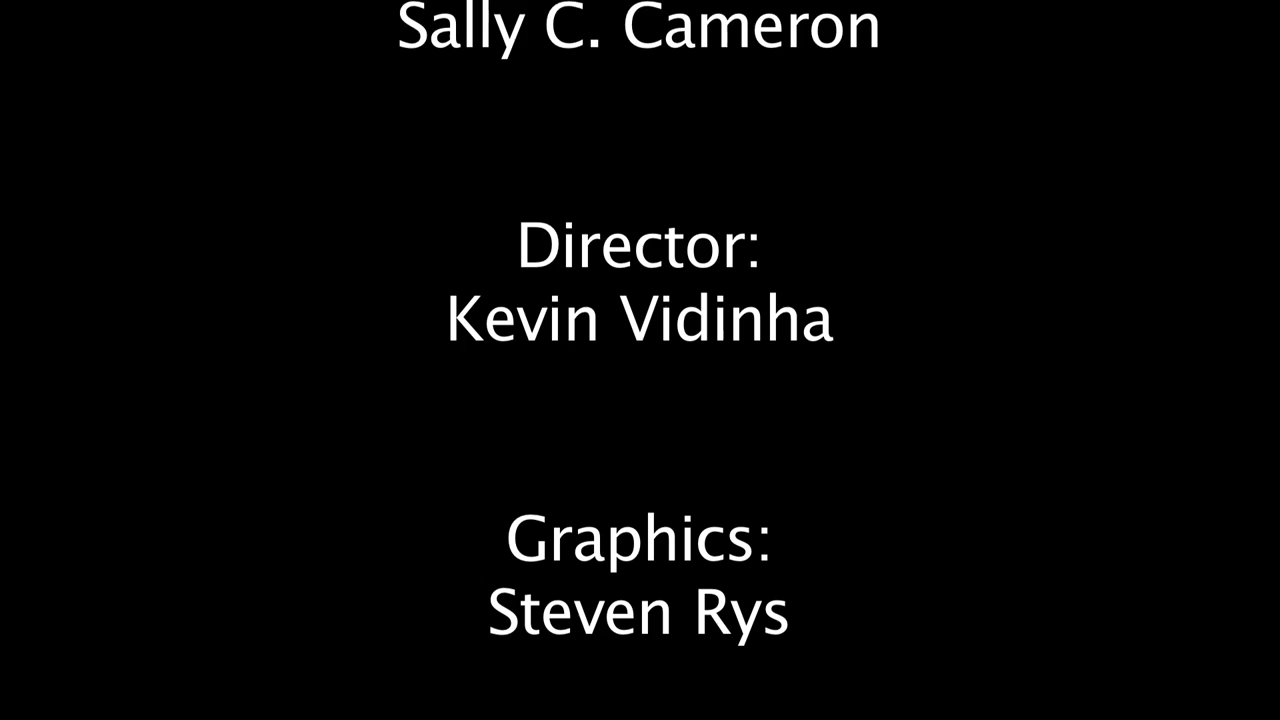 Sally C. Cameron
Director:
Kevin Vidinha
Graphics:
Steven Rys